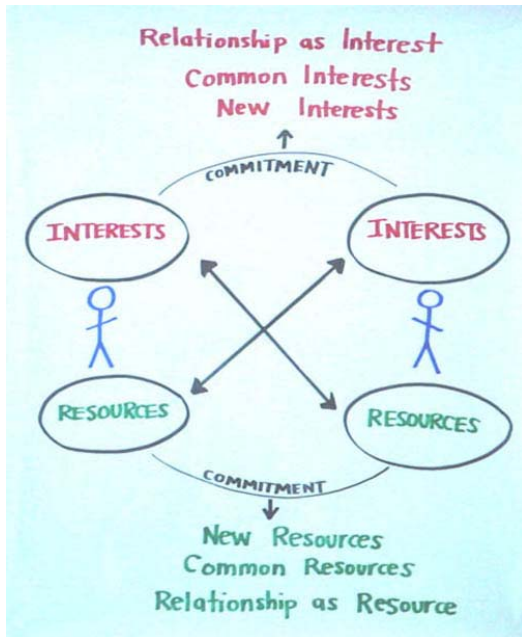 Relationship as Interest
Common Interests
New Interests
COMMITMENT
INTERESTS
INTERESTS
RESOURCES
RESOURCES
COMMITMENT
New Resources
Common Resources
Relationship as Resource